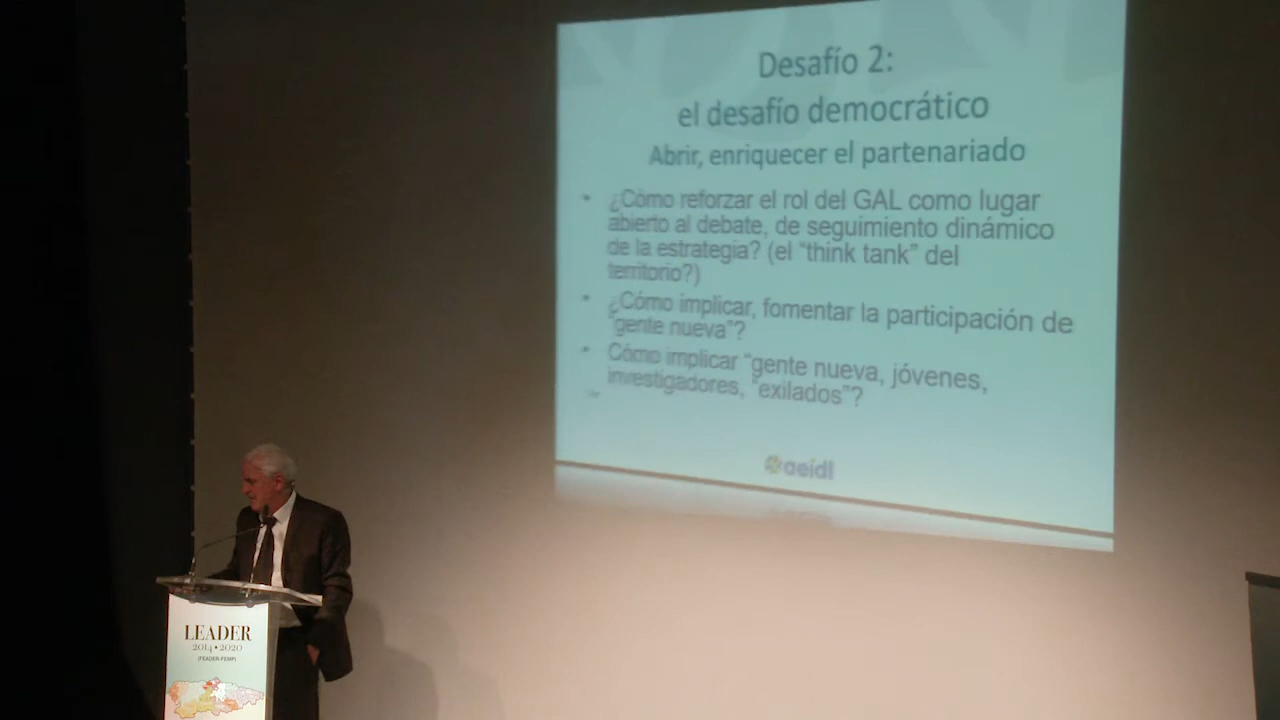 Desafío 2:
el desafío democrático
Abrir, enriquecer el partenariado
• ¿Cómo reforzar el rol del GAL como lugar
abierto al debate, de seguimiento dinámico
de la estrategia? (el “think tank” del
territorio?)
• ¿Cómo implicar, fomentar la participación de
“gente nueva”?
• Cómo implicar “gente nueva, jóvenes,
investigadores, “exilados”?
aeidl
LEADER
2014•2020
(FEADER-FEMP)